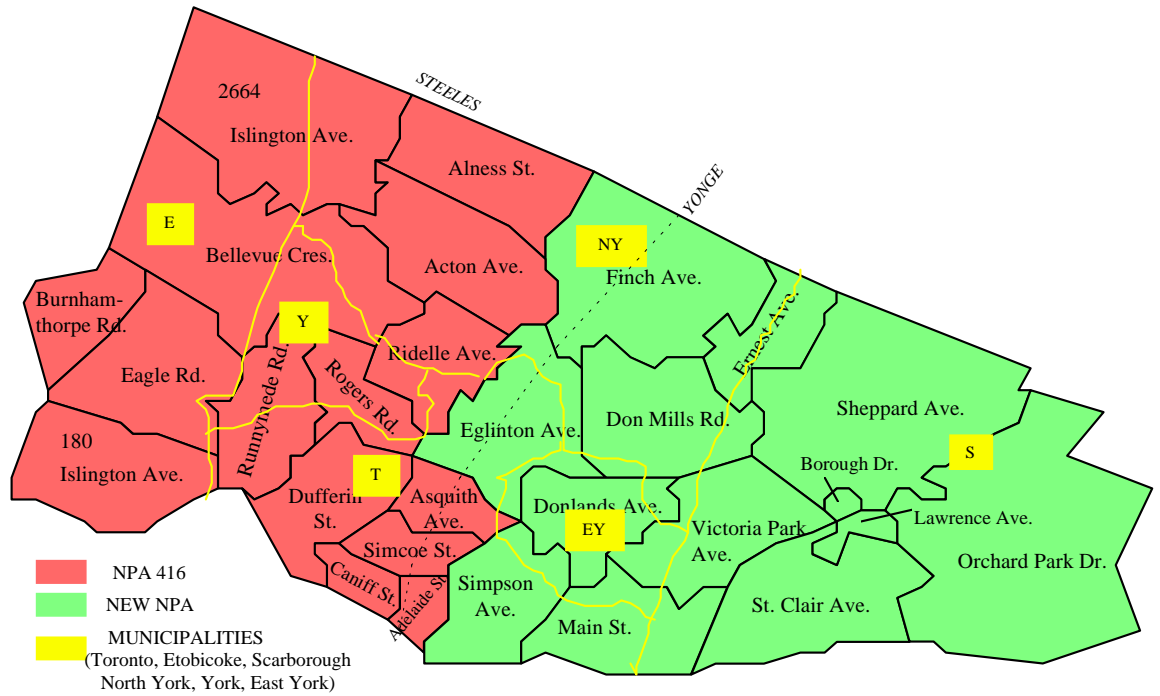 STEELES
2664
Islington Ave.
Alness St.
YONGE
E
NY
Bellevue Cres.
Acton Ave.
Finch Ave.
Burnham-
thorpe Rd.
Y
Ernest Ave.
Ridelle Ave.
Eagle Rd.
Runnymede Rd.
Rogers Rd.
Sheppard Ave.
Don Mills Rd.
Eglinton Ave.
180
Islington Ave.
T
S
Borough Dr.
Dufferin
St.
Asquith
Ave.
Donlands Ave.
Lawrence Ave.
EY
Victoria Park
Ave.
Simcoe St.
Orchard Park Dr.
Caniff St.
Adelaide St.
Simpson
Ave.
St. Clair Ave.
Main St.
NPA 416
NEW NPA
MUNICIPALITIES
(Toronto, Etobicoke, Scarborough
North York, York, East York)